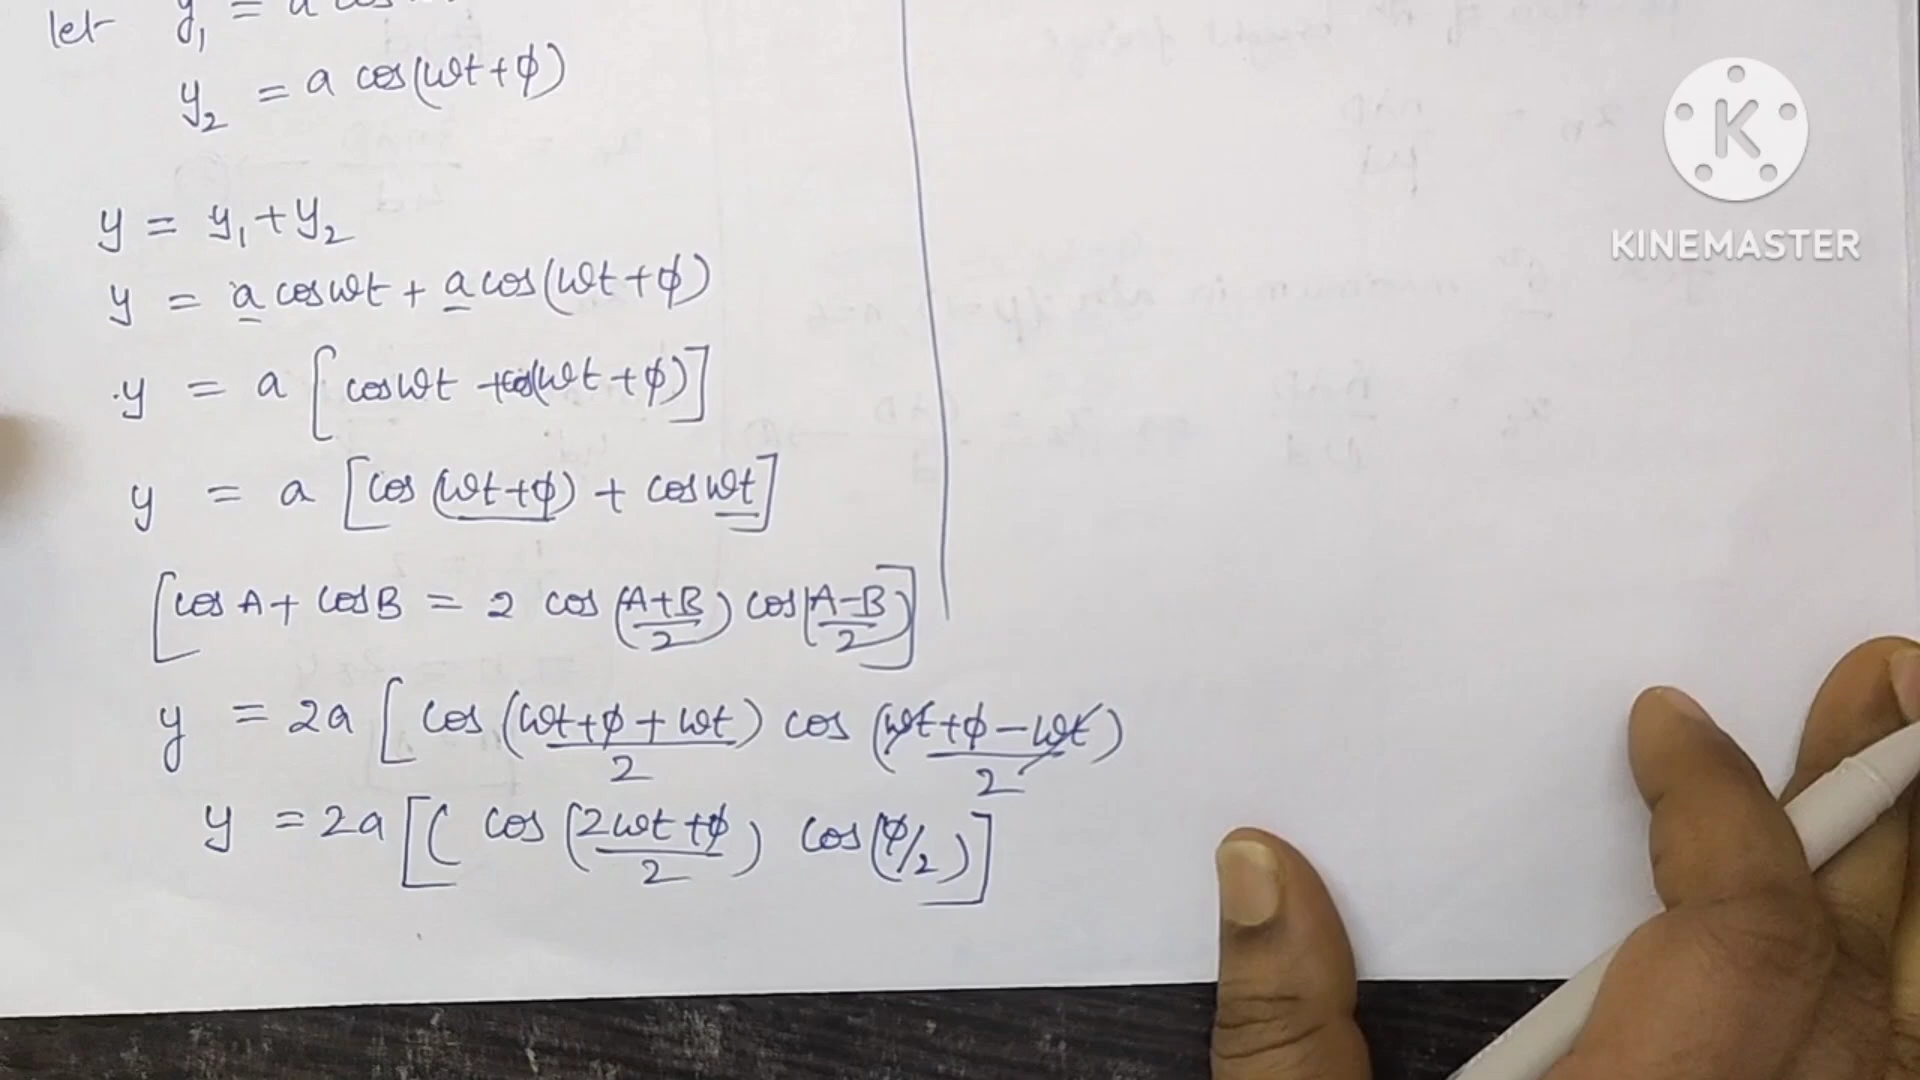 let y₁ = a cos
y₂ = a cos(ωt+ϕ)
y = y₁+y₂
y = a cosωt + a cos(ωt+ϕ)
y = a [cosωt +cos(ωt+ϕ)]
y = a [cos (ωt+ϕ) + cos ωt]
[cos A + cos B = 2 cos (A+B/2) cos(A-B/2)]
y = 2a [cos (ωt+ϕ+ωt/2) cos (ωt+ϕ-ωt/2)
y = 2a [( cos (2ωt+ϕ/2) cos(ϕ/2)]
K
KINEMASTER